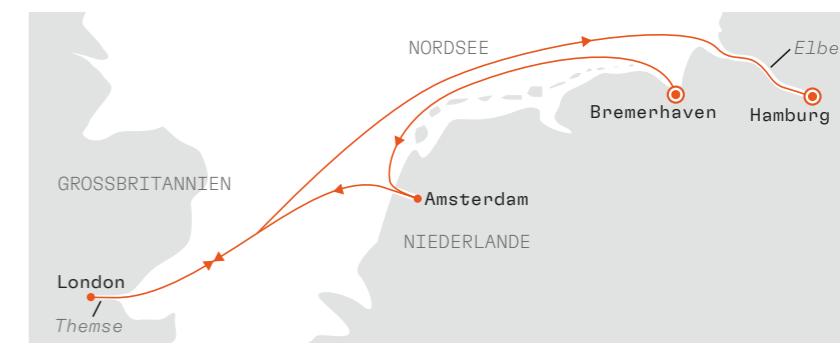 NORDSEE
Elbe
Bremerhaven
Hamburg
GROSSBRITANNIEN
Amsterdam
NIEDERLANDE
London
Themse